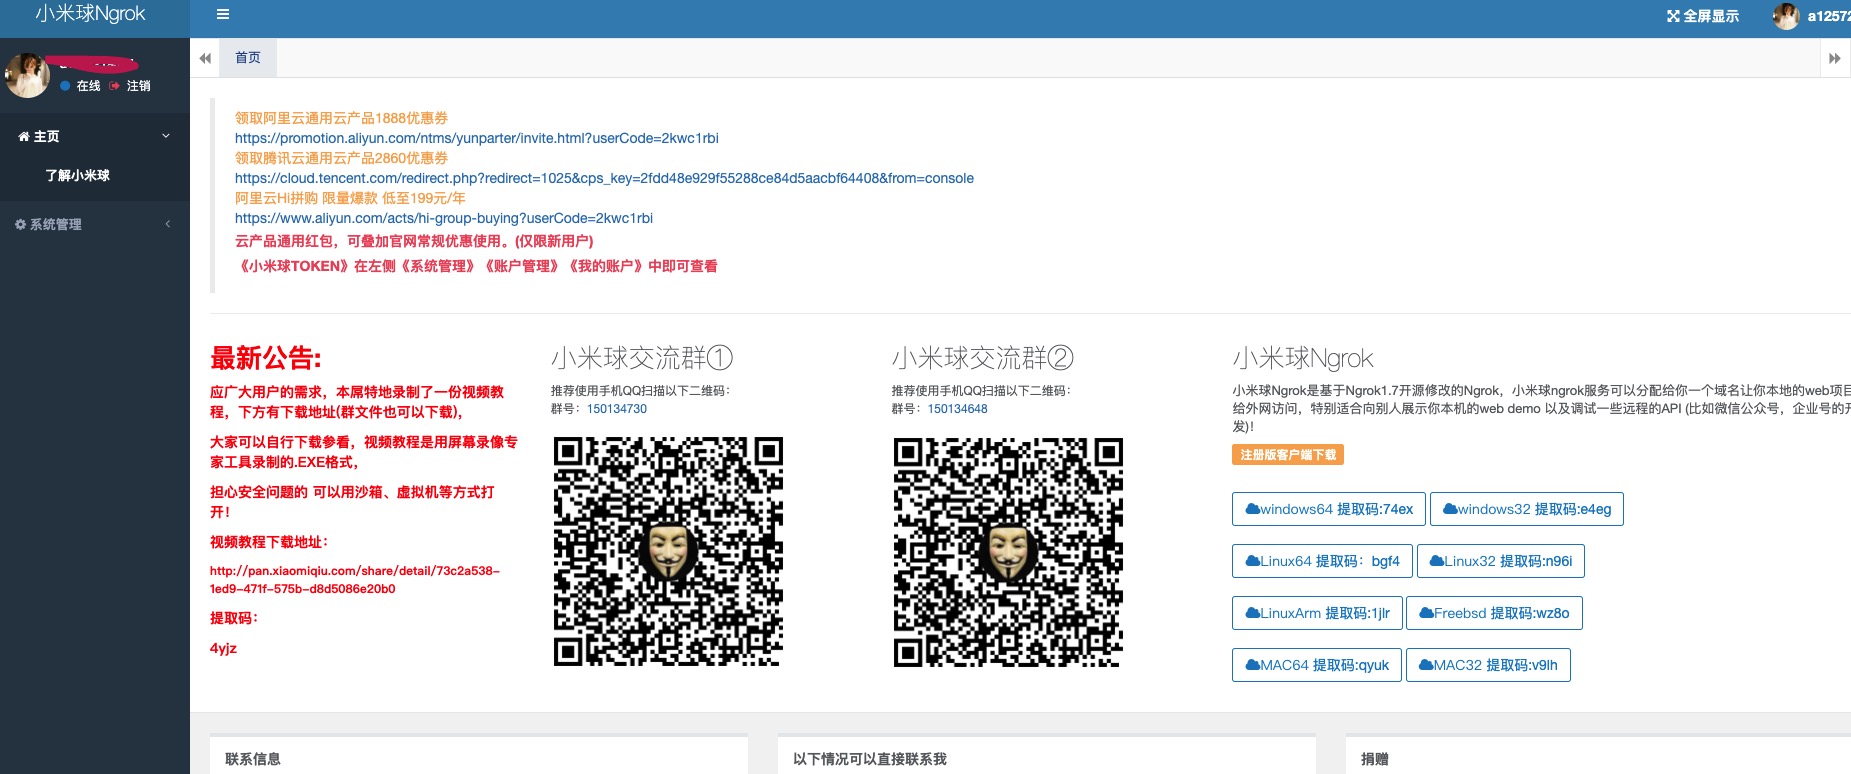 小米球Ngrok
全屏显示
a1257
在线 注销
主页
了解小米球
系统管理
首页
领取阿里云通用云产品1888优惠券
https://promotion.aliyun.com/ntms/yunparter/invite.html?userCode=2kwc1rbi
领取腾讯云通用云产品2860优惠券
https://cloud.tencent.com/redirect.php?redirect=1025&cps_key=2fdd48e929f55288ce84d5aacbf64408&from=console
阿里云Hi拼购 限量爆款 低至199元/年
https://www.aliyun.com/acts/hi-group-buying?userCode=2kwc1rbi
云产品通用红包，可叠加官网常规优惠使用。(仅限新用户)
《小米球TOKEN》在左侧《系统管理》《账户管理》《我的账户》中即可查看
最新公告:
应广大用户的需求，本屌特地录制了一份视频教
程，下方有下载地址(群文件也可以下载)，
大家可以自行下载参看，视频教程是用屏幕录像专
家工具录制的.EXE格式，
担心安全问题的 可以用沙箱、虚拟机等方式打
开！
视频教程下载地址：
http://pan.xiaomiqiu.com/share/detail/73c2a538-
1ed9-471f-575b-d8d5086e20b0
提取码：
4yjz
小米球交流群①
推荐使用手机QQ扫描以下二维码：
群号：150134730
小米球交流群②
推荐使用手机QQ扫描以下二维码：
群号：150134648
小米球Ngrok
小米球Ngrok是基于Ngrok1.7开源修改的Ngrok，小米球ngrok服务可以分配给你一个域名让你本地的web项目
给外网访问，特别适合向别人展示你本机的web demo 以及调试一些远程的API (比如微信公众号，企业号的开
发)！
注册版客户端下载
windows64 提取码:74ex
windows32 提取码:e4eg
Linux64 提取码：bgf4
Linux32 提取码:n96i
LinuxArm 提取码:1jlr
Freebsd 提取码:wz8o
MAC64 提取码:qyuk
MAC32 提取码:v9lh
联系信息
以下情况可以直接联系我
捐赠